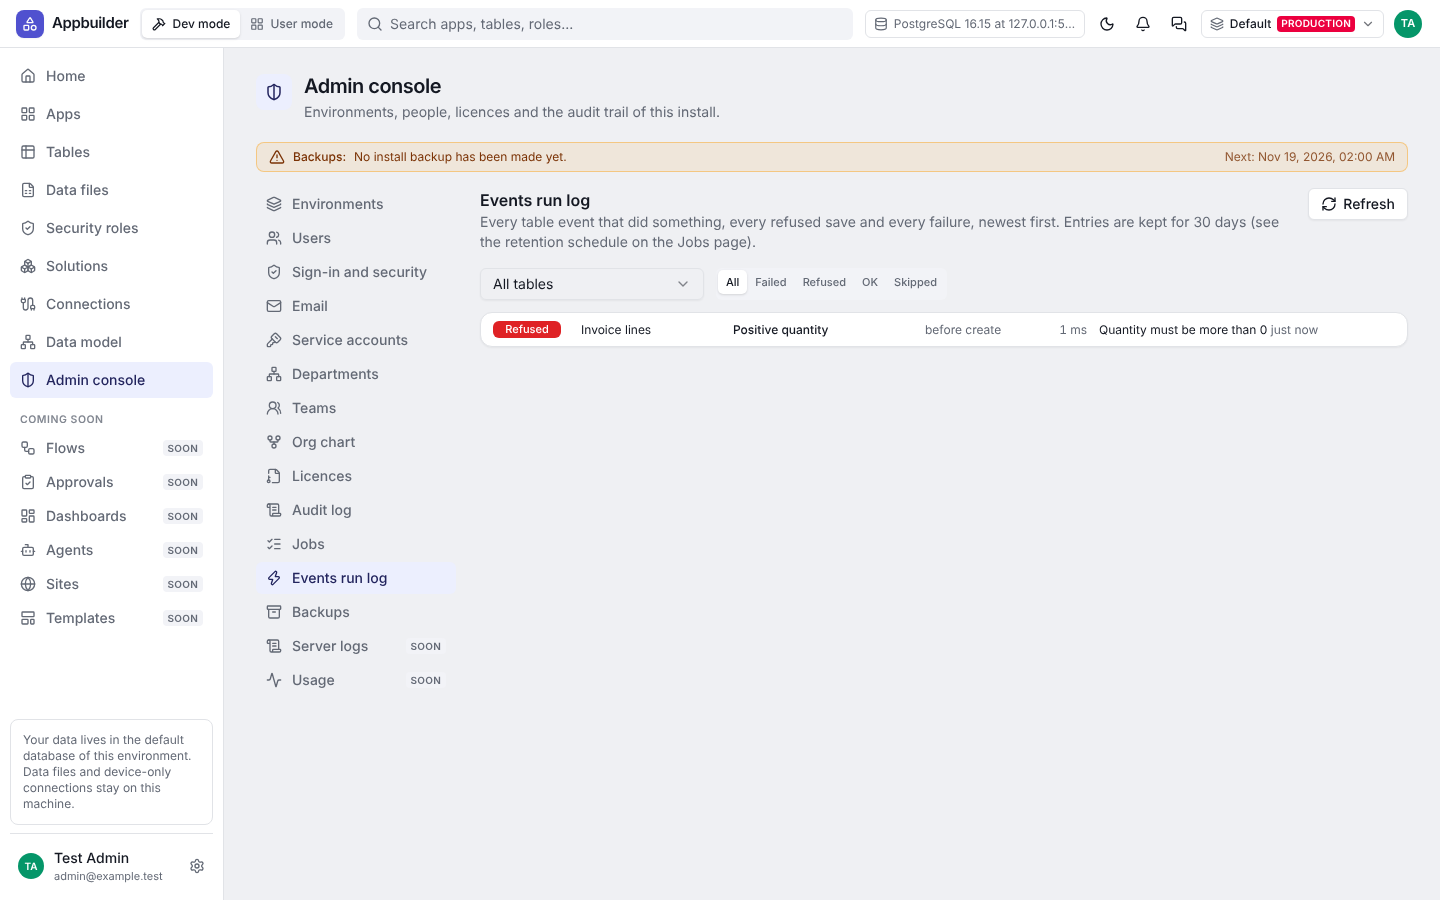 Appbuilder
Dev mode
User mode
Search apps, tables, roles...
PostgreSQL 16.15 at 127.0.0.1:5...
Default PRODUCTION
TA
Home
Apps
Tables
Data files
Security roles
Solutions
Connections
Data model
Admin console
COMING SOON
Flows SOON
Approvals SOON
Dashboards SOON
Agents SOON
Sites SOON
Templates SOON
Your data lives in the default
database of this environment.
Data files and device-only
connections stay on this
machine.
TA
Test Admin
admin@example.test
Admin console
Environments, people, licences and the audit trail of this install.
Backups: No install backup has been made yet.
Next: Nov 19, 2026, 02:00 AM
Environments
Users
Sign-in and security
Email
Service accounts
Departments
Teams
Org chart
Licences
Audit log
Jobs
Events run log
Backups
Server logs SOON
Usage SOON
Events run log
Every table event that did something, every refused save and every failure, newest first. Entries are kept for 30 days (see
the retention schedule on the Jobs page).
Refresh
All tables
All Failed Refused OK Skipped
Refused Invoice lines Positive quantity before create 1 ms Quantity must be more than 0 just now